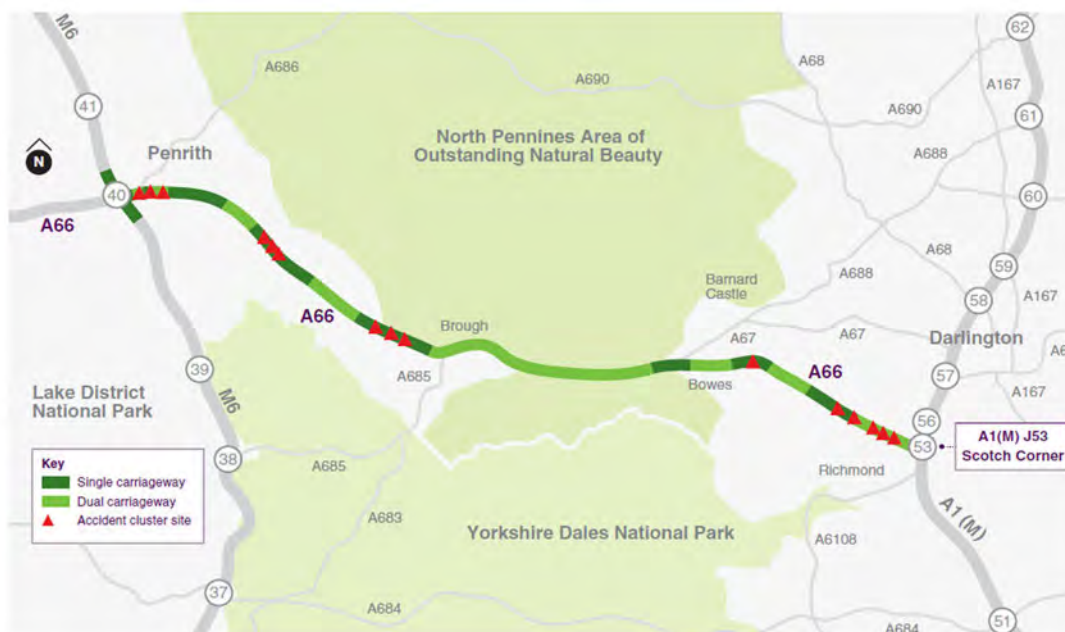 M6
62
A68
A686
A690
A167
41
A690
61
North Pennines Area of
Outstanding Natural Beauty
N
Penrith
A688
40
60
A66
A68
59
A688
Barnard
Castle
58
A167
A66
Brough
A67
A67
Darlington
A6
39
A685
Bowes
A66
57
Lake District
National Park
M6
A167
56
53
A1(M) J53
Scotch Corner
38
A685
Richmond
Key
Single carriageway
Dual carriageway
Accident cluster site
A683
Yorkshire Dales National Park
A6108
A1 (M)
37
A684
A684
51